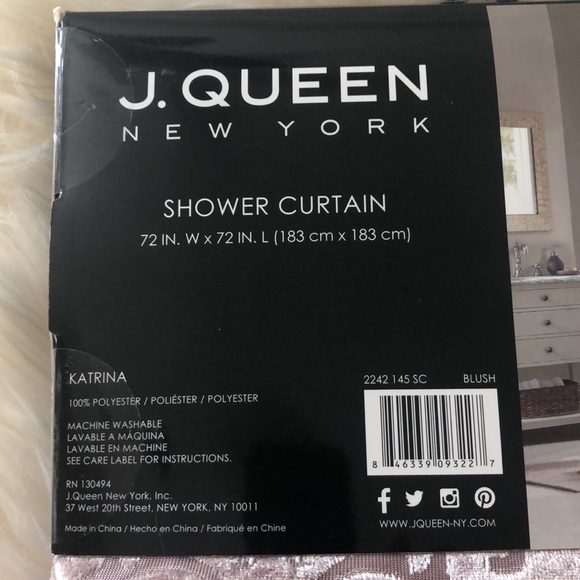 J.QUEEN
NEW YORK
SHOWER CURTAIN
72 IN. W x 72 IN. L (183 cm x 183 cm)
KATRINA
100% POLYESTER / POLIÉSTER / POLYESTER
MACHINE WASHABLE
LAVABLE A MÁQUINA
LAVABLE EN MACHINE
SEE CARE LABEL FOR INSTRUCTIONS.
RN 130494
J.Queen New York, Inc.
37 West 20th Street, NEW YORK, NY 10011
Made in China / Hecho en China / Fabriqué en Chine
2242 145 SC BLUSH
8 46339 09322 7
WWW.JQUEEN-NY.COM